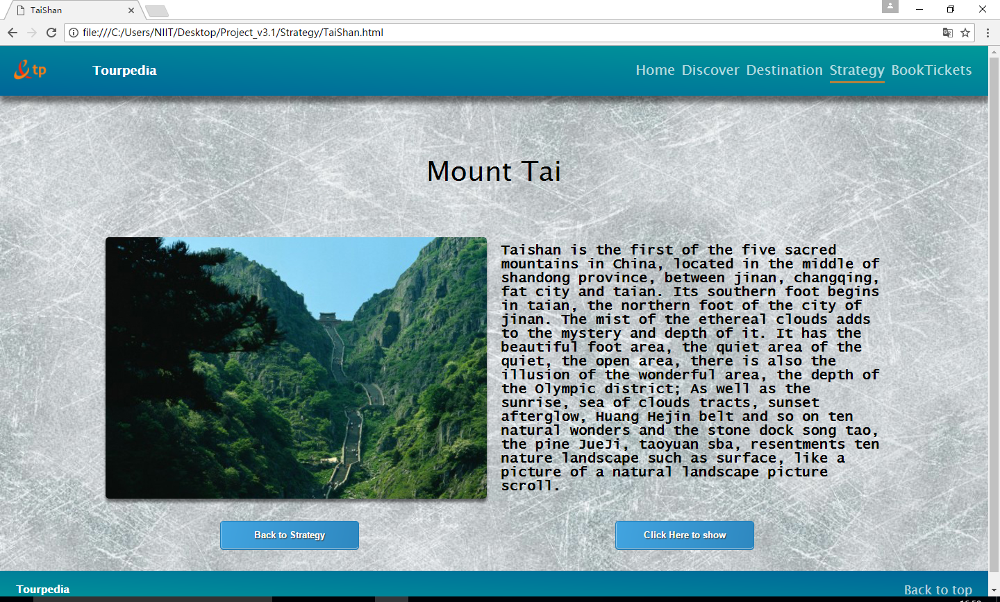 TaiShan
file:///C:/Users/NIIT/Desktop/Project_v3.1/Strategy/TaiShan.html
tp
Tourpedia
Home Discover Destination Strategy BookTickets
Mount Tai
Taishan is the first of the five sacred
mountains in China, located in the middle of
shandong province, between jinan, changqing,
fat city and taian. Its southern foot begins
in taian, the northern foot of the city of
jinan. The mist of the ethereal clouds adds
to the mystery and depth of it. It has the
beautiful foot area, the quiet area of the
quiet, the open area, there is also the
illusion of the wonderful area, the depth of
the Olympic district; As well as the
sunrise, sea of clouds tracts, sunset
afterglow, Huang Hejin belt and so on ten
natural wonders and the stone dock song tao,
the pine JueJi, taoyuan sba, resentments ten
nature landscape such as surface, like a
picture of a natural landscape picture
scroll.
Back to Strategy
Click Here to show
Tourpedia
Back to top